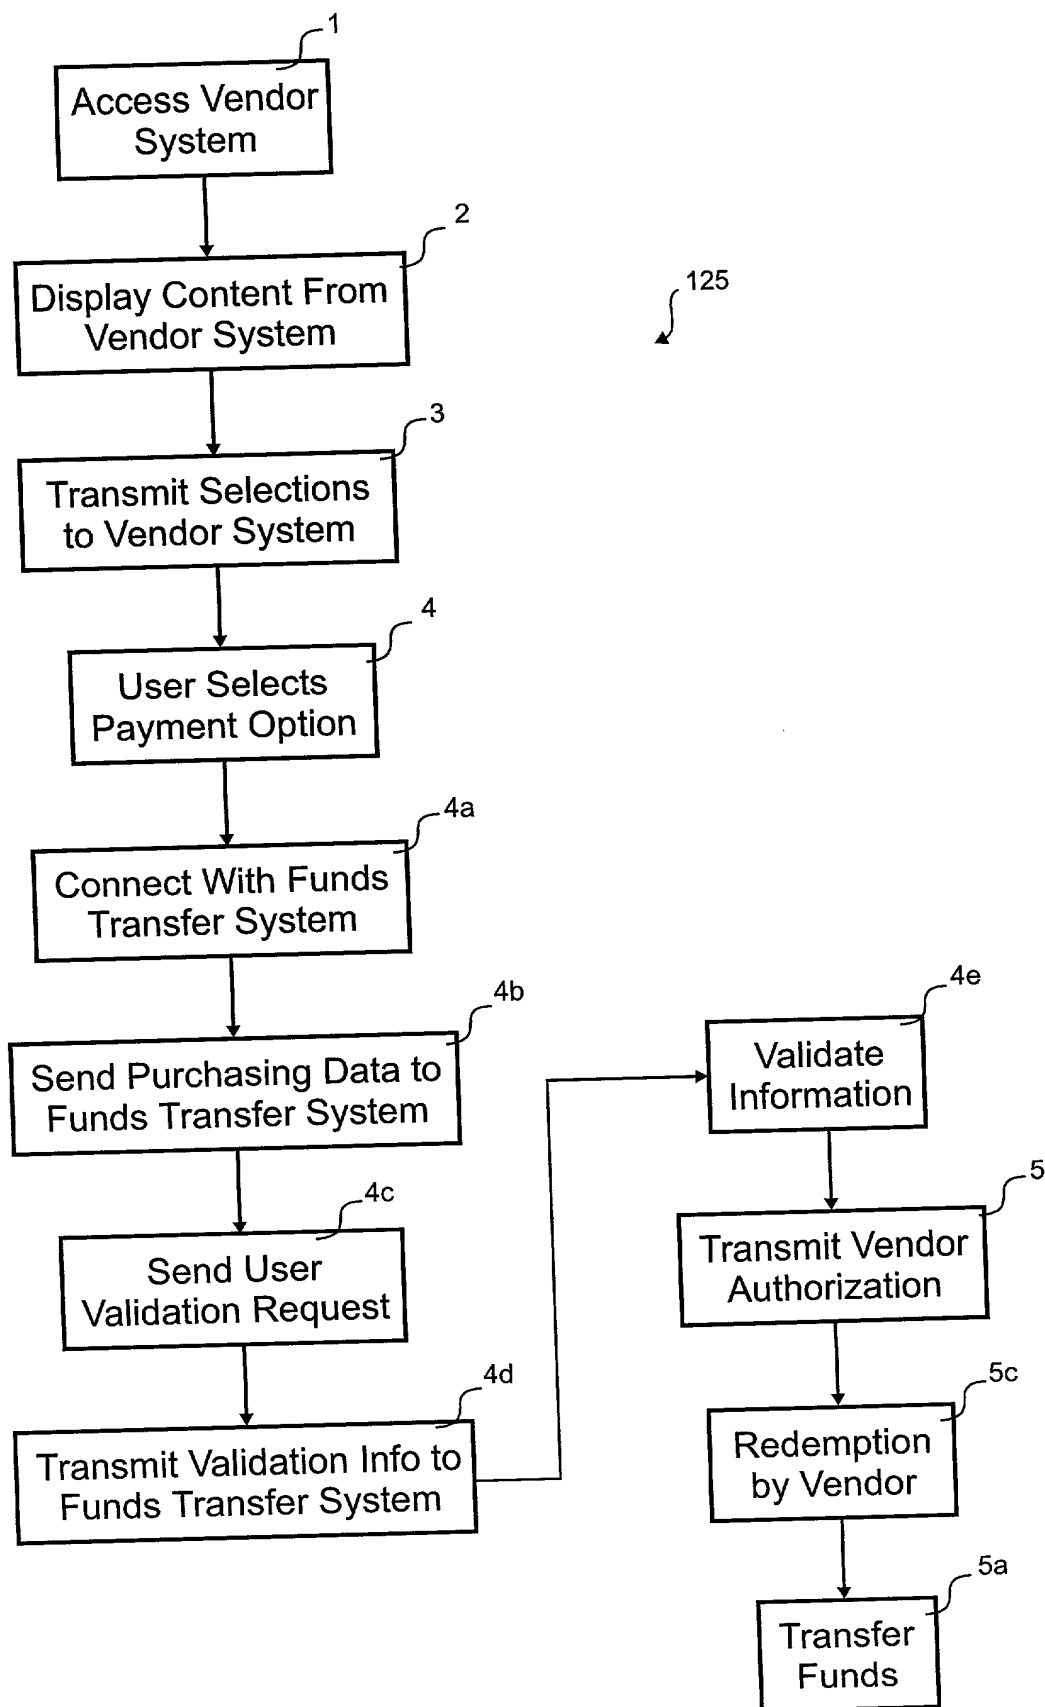 1
Access Vendor
System
2
Display Content From
Vendor System
125
3
Transmit Selections
to Vendor System
4
User Selects
Payment Option
4a
Connect With Funds
Transfer System
4b
Send Purchasing Data to
Funds Transfer System
4c
Send User
Validation Request
4d
Transmit Validation Info to
Funds Transfer System
4e
Validate
Information
5
Transmit Vendor
Authorization
5c
Redemption
by Vendor
5a
Transfer
Funds